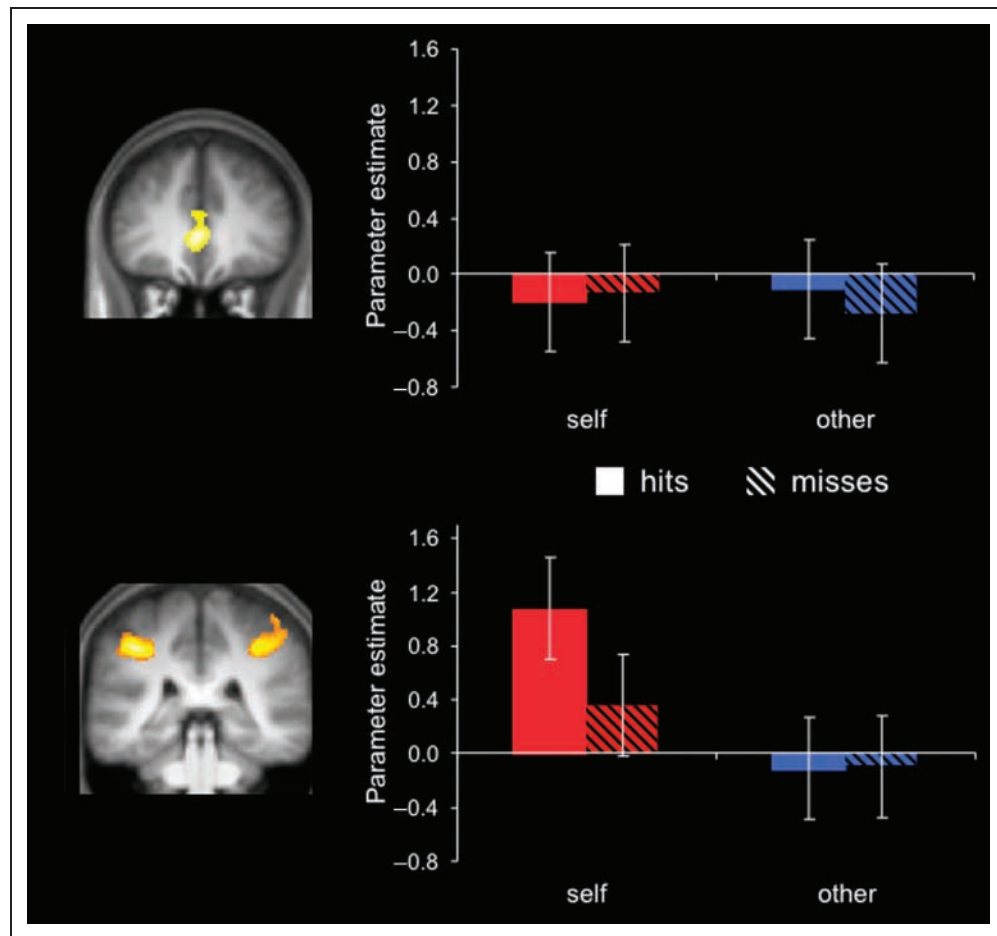 1.6
1.2
0.8
0.4
0.0
–0.4
–0.8
Parameter estimate
self other
hits misses
1.6
1.2
0.8
0.4
0.0
–0.4
–0.8
Parameter estimate
self other